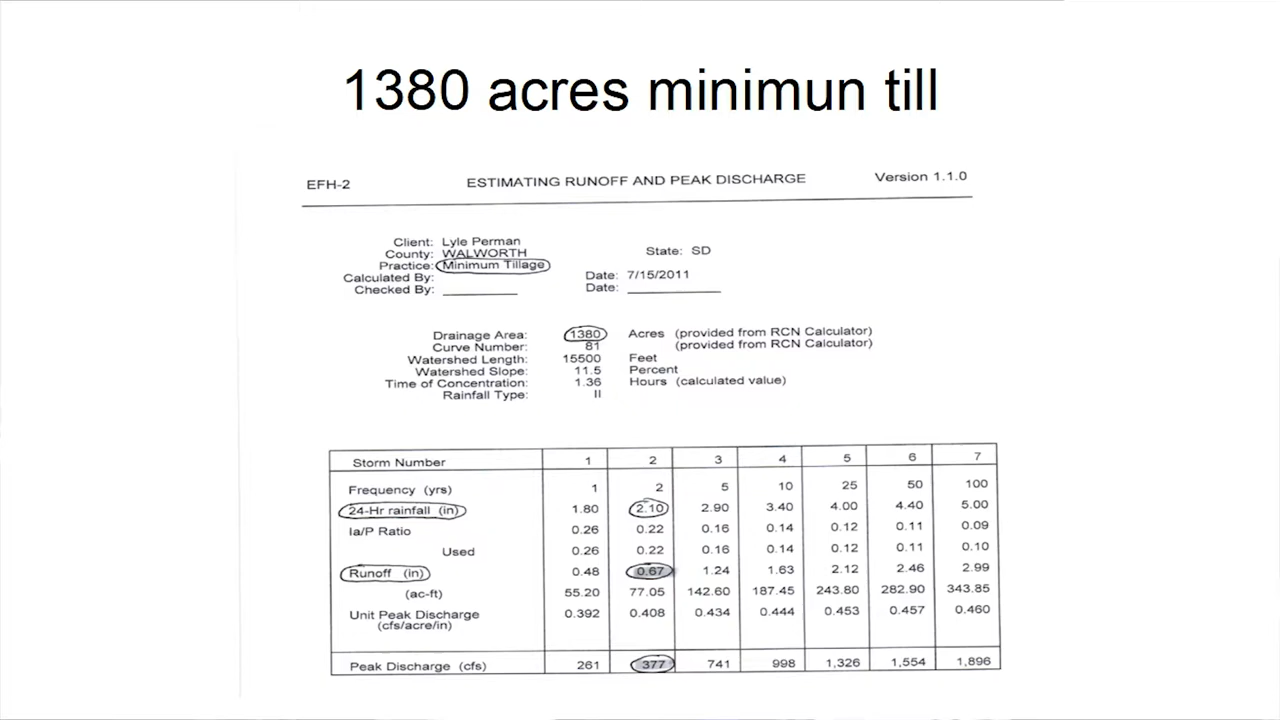 1380 acres minimun till
EFH-2 ESTIMATING RUNOFF AND PEAK DISCHARGE Version 1.1.0
Client: Lyle Perman
County: WALWORTH State: SD
Practice: Minimum Tillage
Calculated By: Date: 7/15/2011
Checked By: Date:
Drainage Area: 1380 Acres (provided from RCN Calculator)
Curve Number: 81 (provided from RCN Calculator)
Watershed Length: 15500 Feet
Watershed Slope: 11.5 Percent
Time of Concentration: 1.36 Hours (calculated value)
Rainfall Type: II
Storm Number 1 2 3 4 5 6 7
Frequency (yrs) 1 2 5 10 25 50 100
24-Hr rainfall (in) 1.80 2.10 2.90 3.40 4.00 4.40 5.00
Ia/P Ratio 0.26 0.22 0.16 0.14 0.12 0.11 0.09
Used 0.26 0.22 0.16 0.14 0.12 0.11 0.10
Runoff (in) 0.48 0.67 1.24 1.63 2.12 2.46 2.99
(ac-ft) 55.20 77.05 142.60 187.45 243.80 282.90 343.85
Unit Peak Discharge 0.392 0.408 0.434 0.444 0.453 0.457 0.460
(cfs/acre/in)
Peak Discharge (cfs) 261 377 741 998 1,326 1,554 1,896